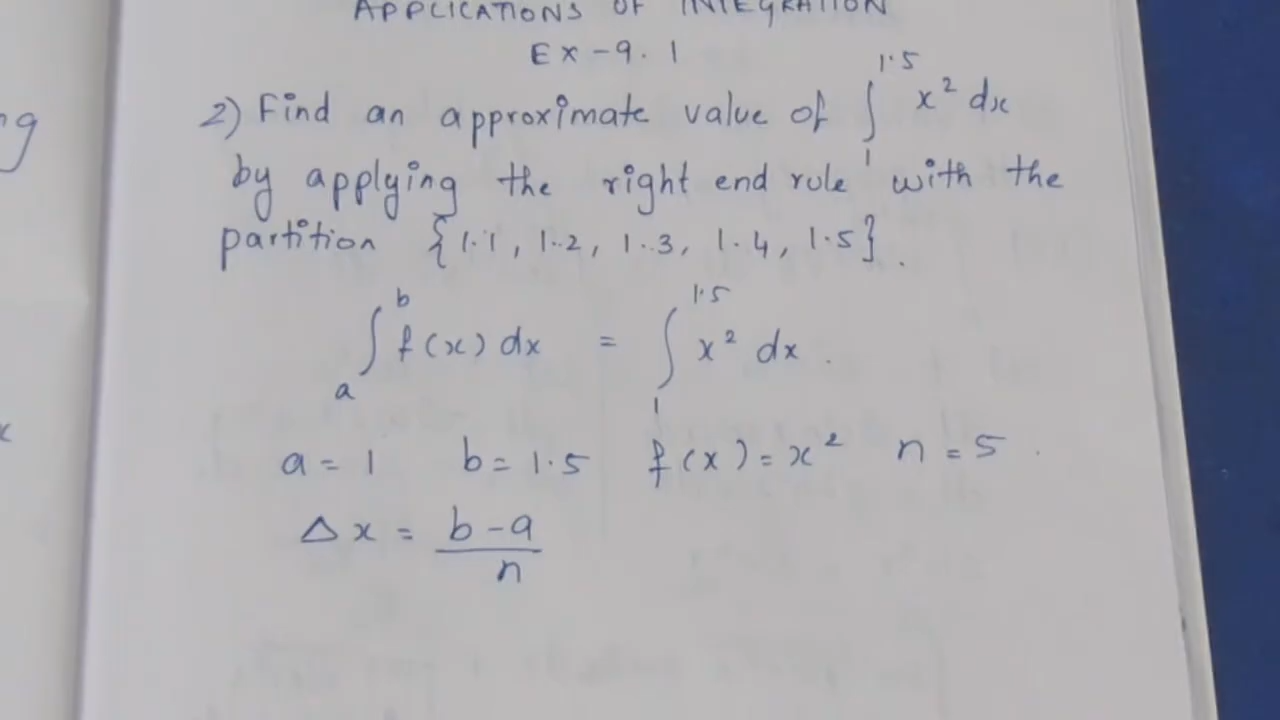 APPLICATIONS OF INTEGRATION
Ex-9.1
2) Find an approximate value of ∫₁^1.5 x² dx
by applying the right end rule with the
partition {1.1, 1.2, 1.3, 1.4, 1.5}.
∫ₐ^b f(x) dx = ∫₁^1.5 x² dx.
a = 1 b = 1.5 f(x) = x² n = 5.
Δx = (b-a)/n